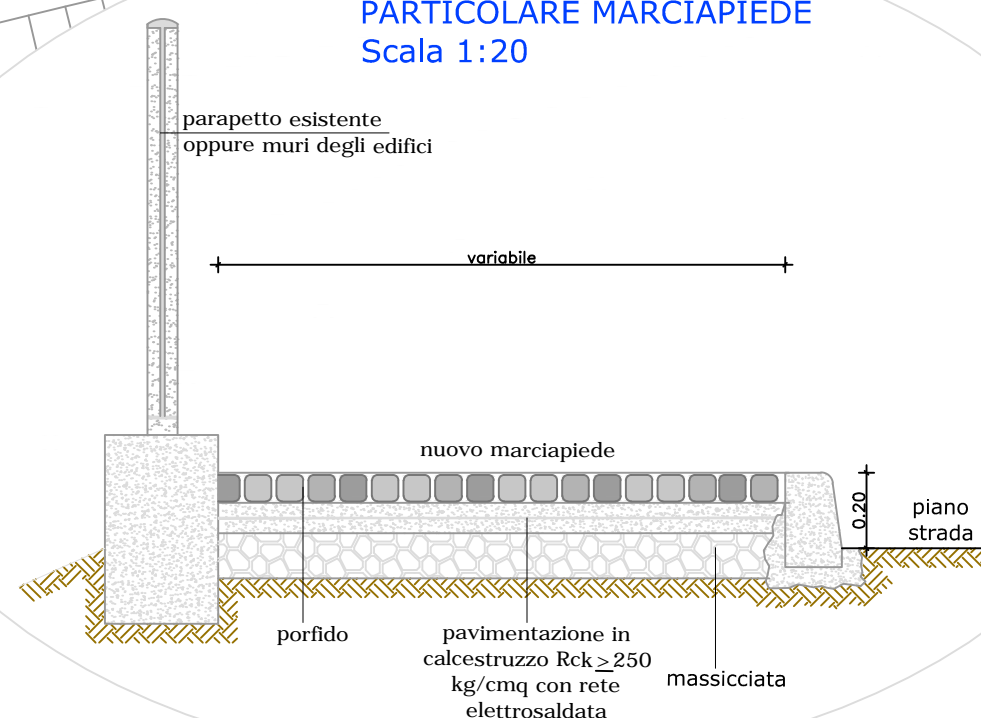 PARTICOLARE MARCIAPIEDE
Scala 1:20
parapetto esistente
oppure muri degli edifici
variabile
nuovo marciapiede
0.20
piano
strada
porfido
pavimentazione in
calcestruzzo Rck ≥ 250
kg/cmq con rete
elettrosaldata
massicciata